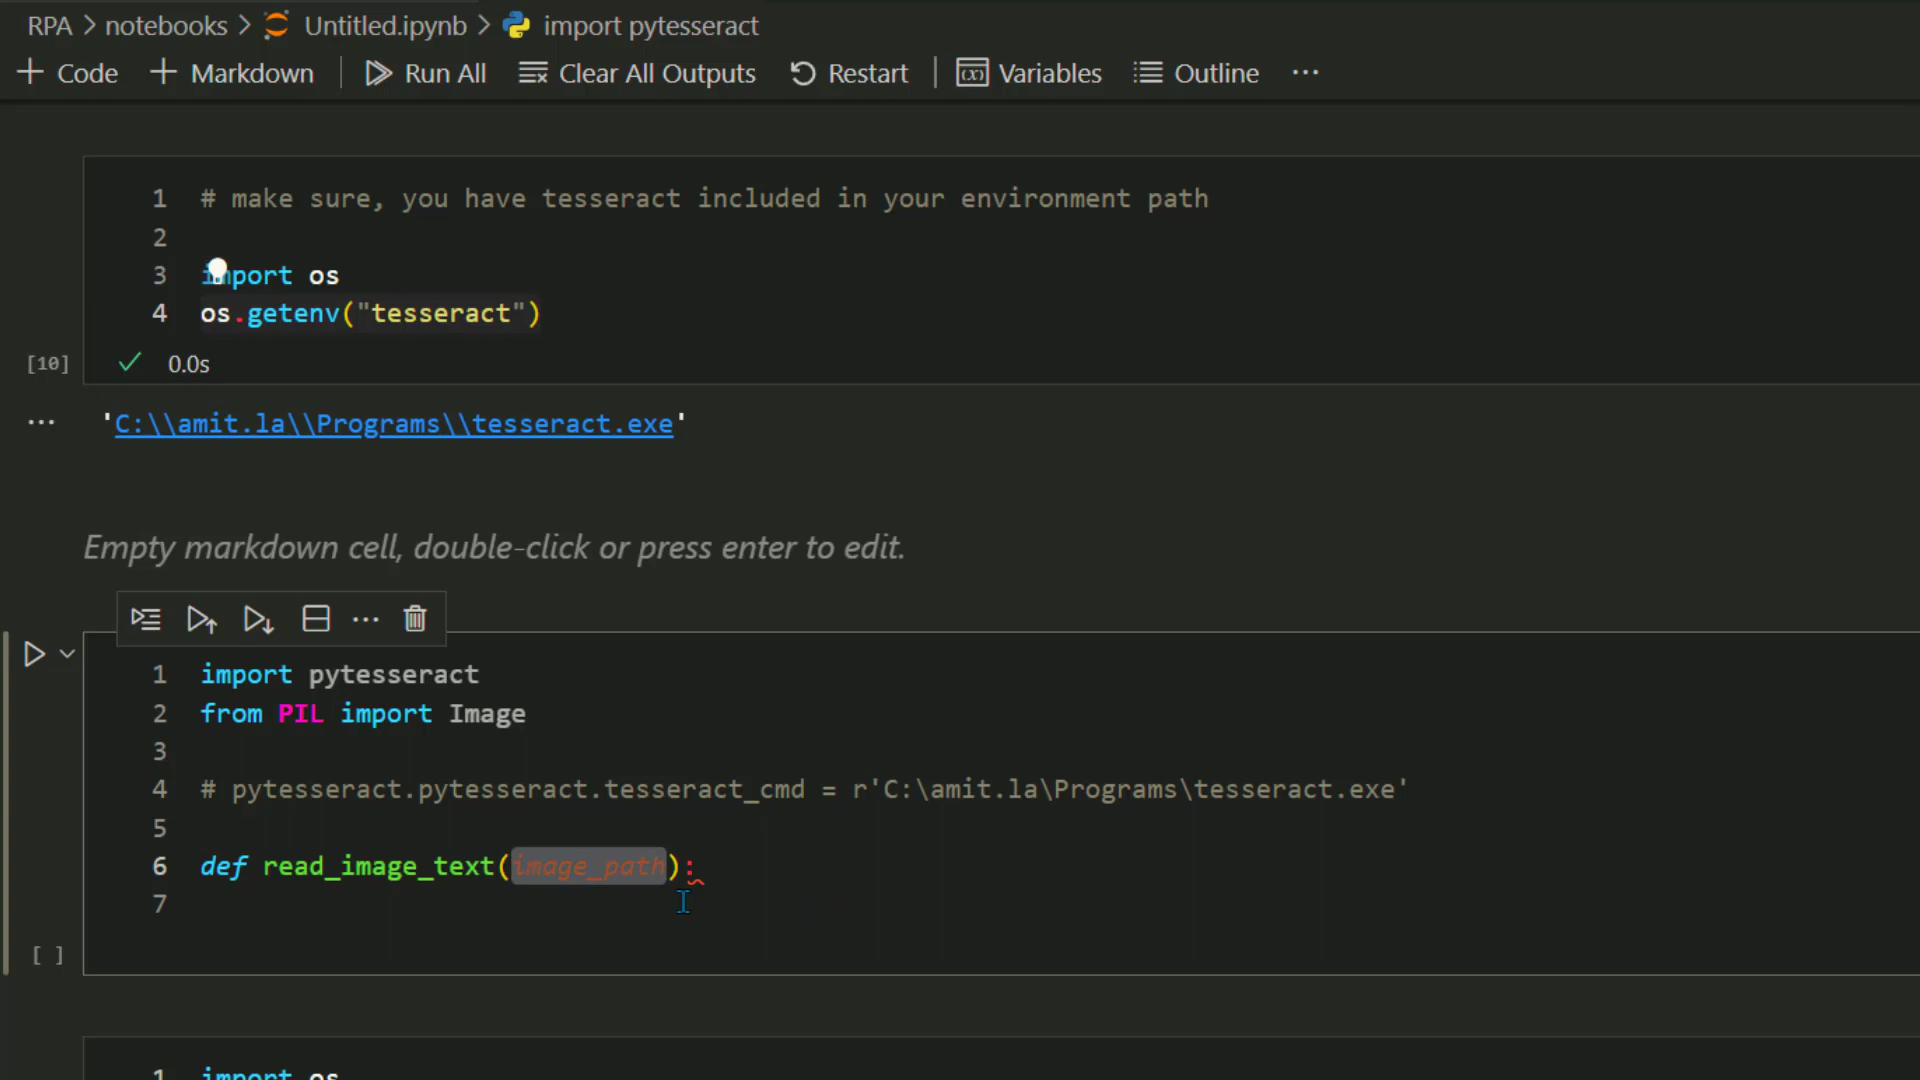 RPA > notebooks > Untitled.ipynb > import pytesseract
+ Code + Markdown | Run All Clear All Outputs Restart | Variables Outline ...
1 # make sure, you have tesseract included in your environment path
2
3 import os
4 os.getenv("tesseract")
[10] 0.0s
... 'C:\\amit.la\\Programs\\tesseract.exe'
Empty markdown cell, double-click or press enter to edit.
1 import pytesseract
2 from PIL import Image
3
4 # pytesseract.pytesseract.tesseract_cmd = r'C:\amit.la\Programs\tesseract.exe'
5
6 def read_image_text(image_path):
7
[ ]
1 import os